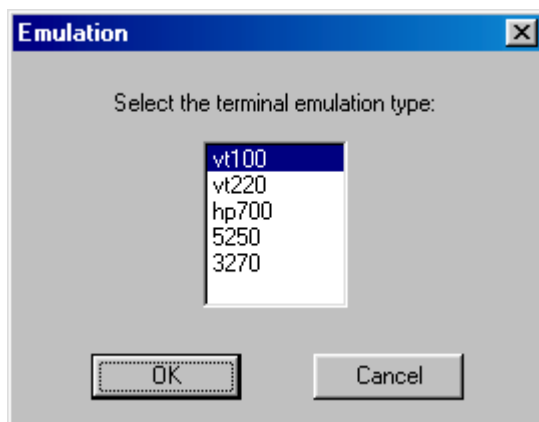 Emulation
Select the terminal emulation type:
vt100
vt220
hp700
5250
3270
OK Cancel